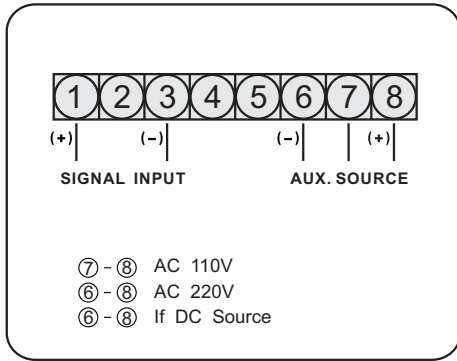 1 2 3 4 5 6 7 8
(+) (−) (−) (+)
SIGNAL INPUT AUX. SOURCE
⑦ - ⑧ AC 110V
⑥ - ⑧ AC 220V
⑥ - ⑧ If DC Source